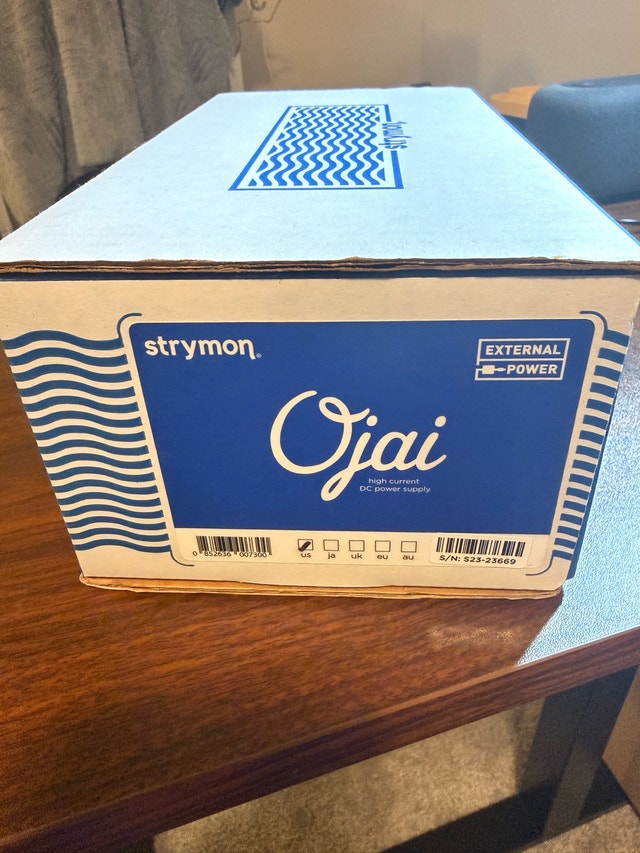 strymon
strymon®
EXTERNAL
POWER
Ojai
high current
DC power supply
0 852636 007300
us ja uk eu au
S/N: S23-23669